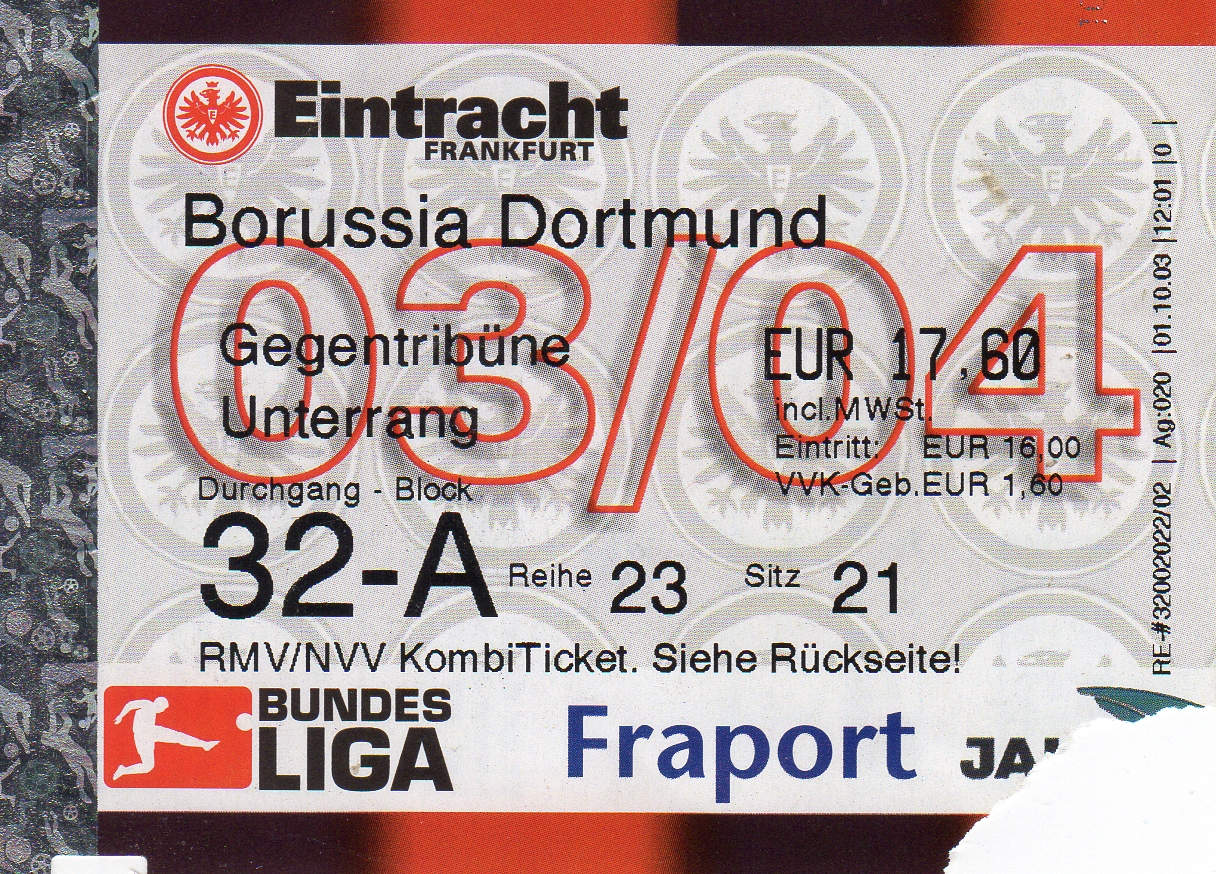 Eintracht
FRANKFURT
Borussia Dortmund
03/04
Gegentribüne
Unterrang
EUR 17,60
incl.MWSt.
Eintritt: EUR 16,00
VVK-Geb.EUR 1,60
Durchgang - Block
32-A Reihe 23 Sitz 21
RMV/NVV KombiTicket. Siehe Rückseite!
BUNDES
LIGA
Fraport
RE-#32002022/02 | Ag:020 |01.10.03 |12:01 |0 |